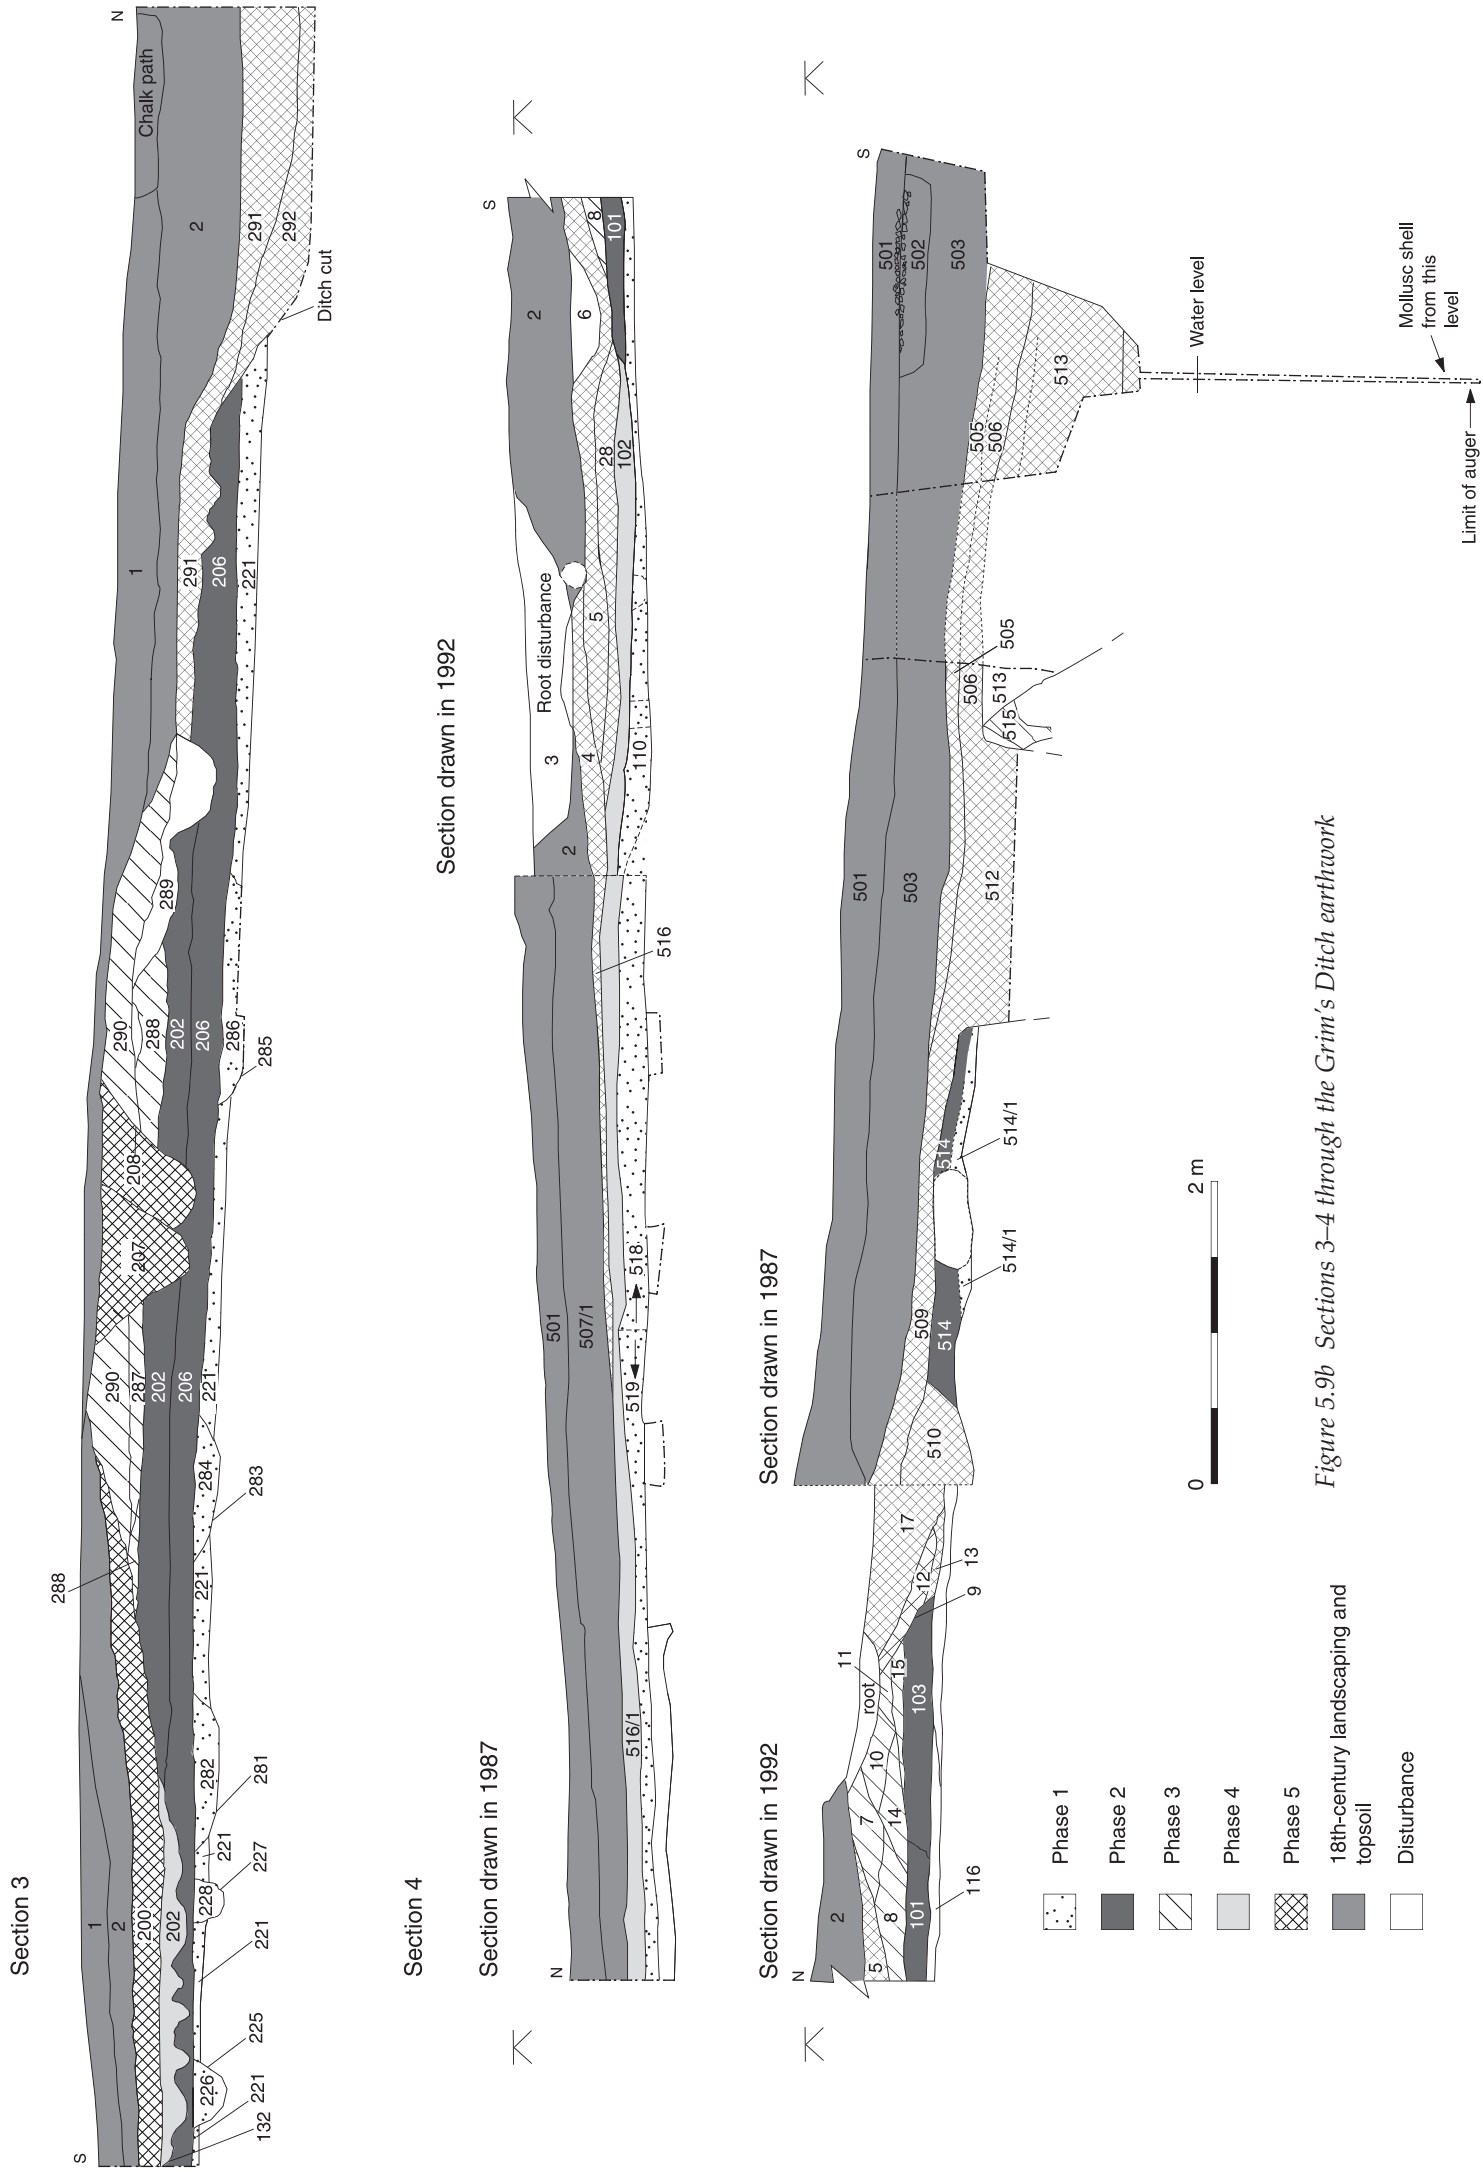 Section 3
S
N
Chalk path
1
2
1
2
200
202
288
290
287
202
206
221
207
208
290
288
202
206
286
285
289
291
206
221
291
292
Ditch cut
132
221
226
225
221
228
227
221
282
281
221
284
283
Section 4
Section drawn in 1987
Section drawn in 1992
N
S
501
507/1
516/1
519
518
516
2
3
Root disturbance
4
5
110
2
6
28
102
8
101
Section drawn in 1992
Section drawn in 1987
N
S
2
5
8
101
116
7
14
10
root
11
15
103
9
12
13
17
510
509
514
514/1
514
514/1
501
503
512
506
505
513
515
505
506
513
501
502
503
Water level
Mollusc shell
from this
level
Limit of auger
Phase 1
Phase 2
Phase 3
Phase 4
Phase 5
18th-century landscaping and
topsoil
Disturbance
0
2 m
Figure 5.9b Sections 3–4 through the Grim's Ditch earthwork